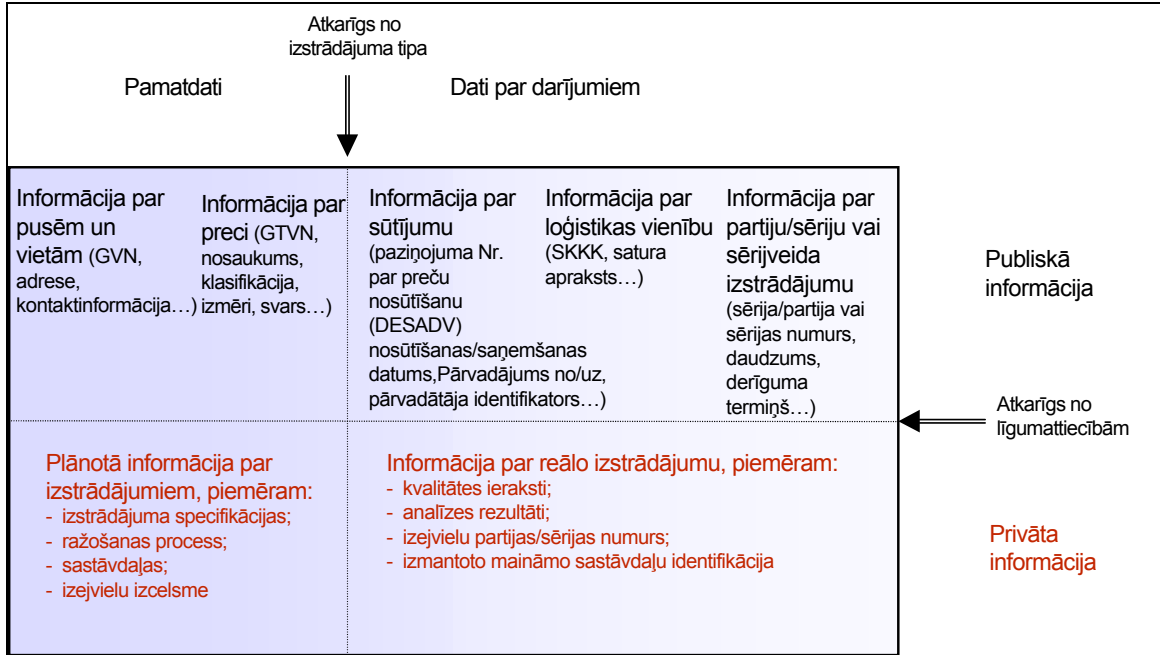 Atkarīgs no
izstrādājuma tipa
Pamatdati
Dati par darījumiem
Informācija par
pusēm un
vietām (GVN,
adrese,
kontaktinformācija…)
Informācija par
preci (GTVN,
nosaukums,
klasifikācija,
izmēri, svars…)
Informācija par
sūtījumu
(paziņojuma Nr.
par preču
nosūtīšanu
(DESADV)
nosūtīšanas/saņemšanas
datums,Pārvadājums no/uz,
pārvadātāja identifikators…)
Informācija par
loģistikas vienību
(SKKK, satura
apraksts…)
Informācija par
partiju/sēriju vai
sērijveida
izstrādājumu
(sērija/partija vai
sērijas numurs,
daudzums,
derīguma
termiņš…)
Publiskā
informācija
Atkarīgs no
līgumattiecībām
Plānotā informācija par
izstrādājumiem, piemēram:
- izstrādājuma specifikācijas;
- ražošanas process;
- sastāvdaļas;
- izejvielu izcelsme
Informācija par reālo izstrādājumu, piemēram:
- kvalitātes ieraksti;
- analīzes rezultāti;
- izejvielu partijas/sērijas numurs;
- izmantoto maināmo sastāvdaļu identifikācija
Privāta
informācija